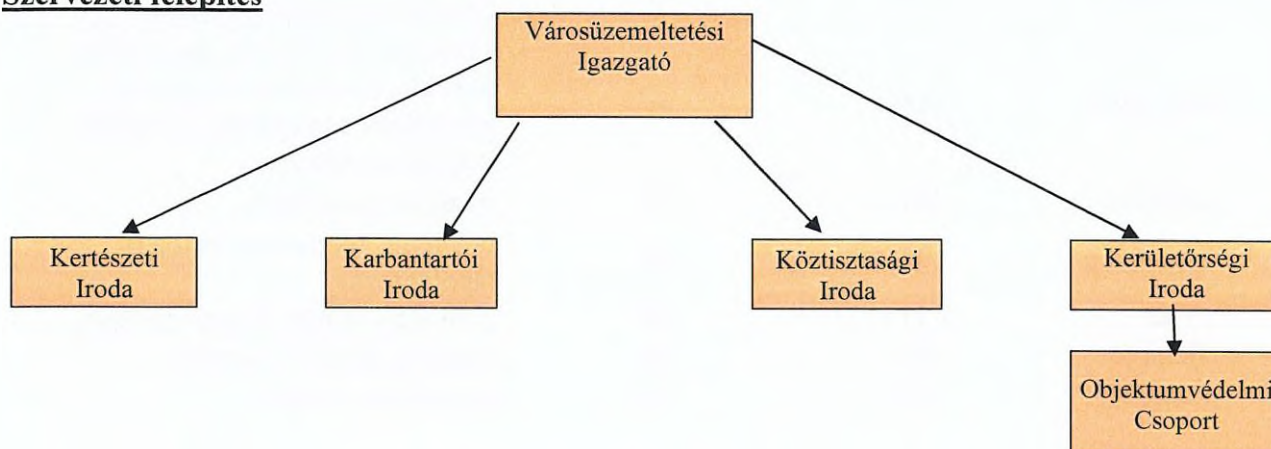 Szervezeti felépítés
Városüzemeltetési
Igazgató
Kertészeti
Iroda
Karbantartói
Iroda
Köztisztasági
Iroda
Kerületőrségi
Iroda
Objektumvédelmi
Csoport